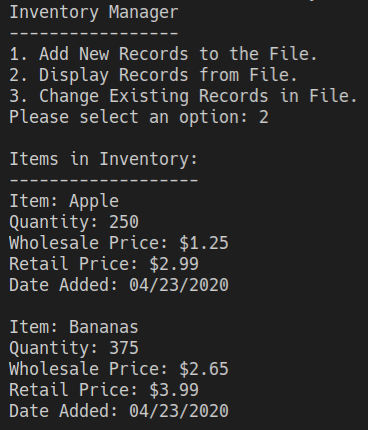 Inventory Manager
-----------------
1. Add New Records to the File.
2. Display Records from File.
3. Change Existing Records in File.
Please select an option: 2
Items in Inventory:
-------------------
Item: Apple
Quantity: 250
Wholesale Price: $1.25
Retail Price: $2.99
Date Added: 04/23/2020
Item: Bananas
Quantity: 375
Wholesale Price: $2.65
Retail Price: $3.99
Date Added: 04/23/2020